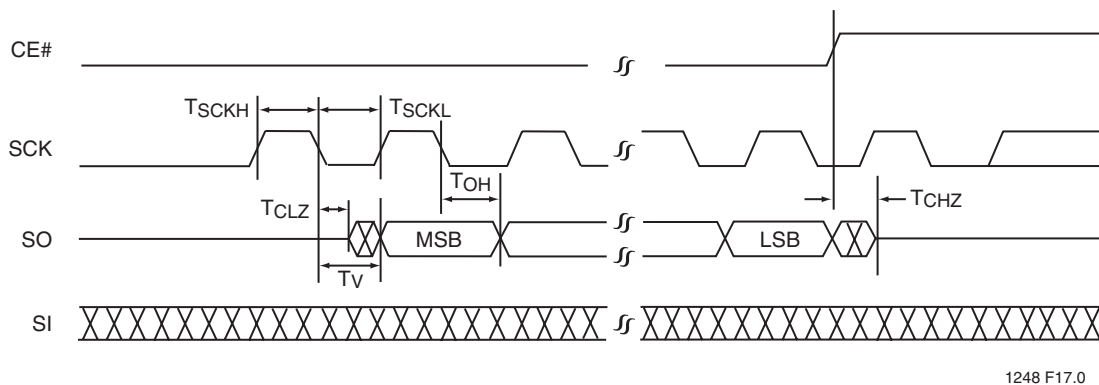 CE#
TSCKH
TSCKL
SCK
TOH
TCLZ
TCHZ
SO
MSB
LSB
TV
SI
1248 F17.0